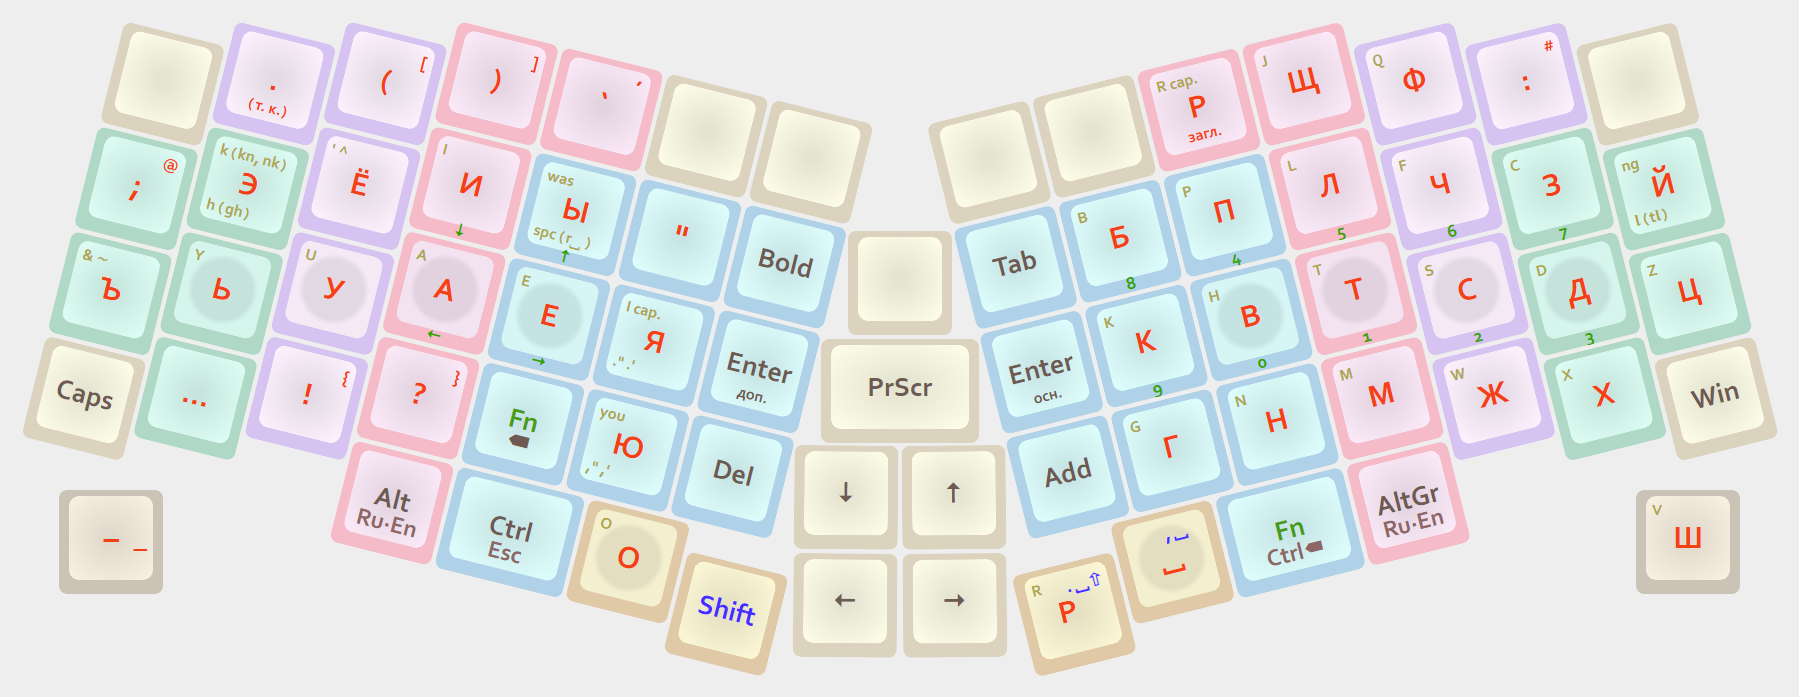 .
(т. к.)
( [
) ]
` ′
R cap.
Р
загл.
J
Щ
Q
Ф
: #
; @
k (kn, nk)
Э
h (gh)
' ^
Ё
I
И
↓
was
Ы
spc (r␣)
↑
"
Bold
Tab
B
Б
8
P
П
4
L
Л
5
F
Ч
6
C
З
7
ng
Й
l (tl)
& ~
Ъ
Y
Ь
U
У
A
А
←
E
Е
→
I cap.
Я
.".'
Enter
доп.
PrScr
Enter
осн.
K
К
9
H
В
0
T
Т
1
S
С
2
D
Д
3
Z
Ц
Caps
...
! {
? }
Fn
you
Ю
,",'
Del
↓
↑
Add
G
Г
N
Н
M
М
W
Ж
X
Х
Win
– _
Alt
Ru·En
Ctrl
Esc
O
О
Shift
←
→
R
.␣⇧
Р
,␣
␣
Fn
Ctrl
AltGr
Ru·En
V
Ш